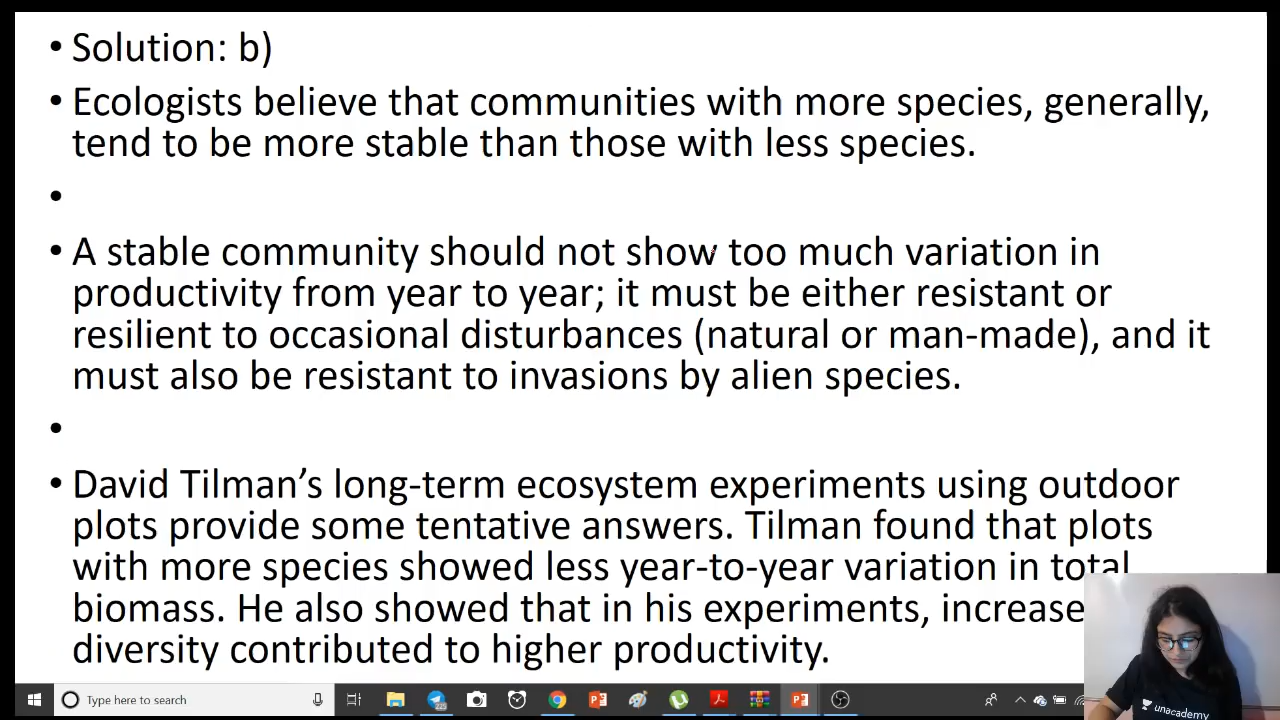 • Solution: b)
• Ecologists believe that communities with more species, generally,
tend to be more stable than those with less species.
•
• A stable community should not show too much variation in
productivity from year to year; it must be either resistant or
resilient to occasional disturbances (natural or man-made), and it
must also be resistant to invasions by alien species.
•
• David Tilman’s long-term ecosystem experiments using outdoor
plots provide some tentative answers. Tilman found that plots
with more species showed less year-to-year variation in total
biomass. He also showed that in his experiments, increase
diversity contributed to higher productivity.
Type here to search
225
unacademy